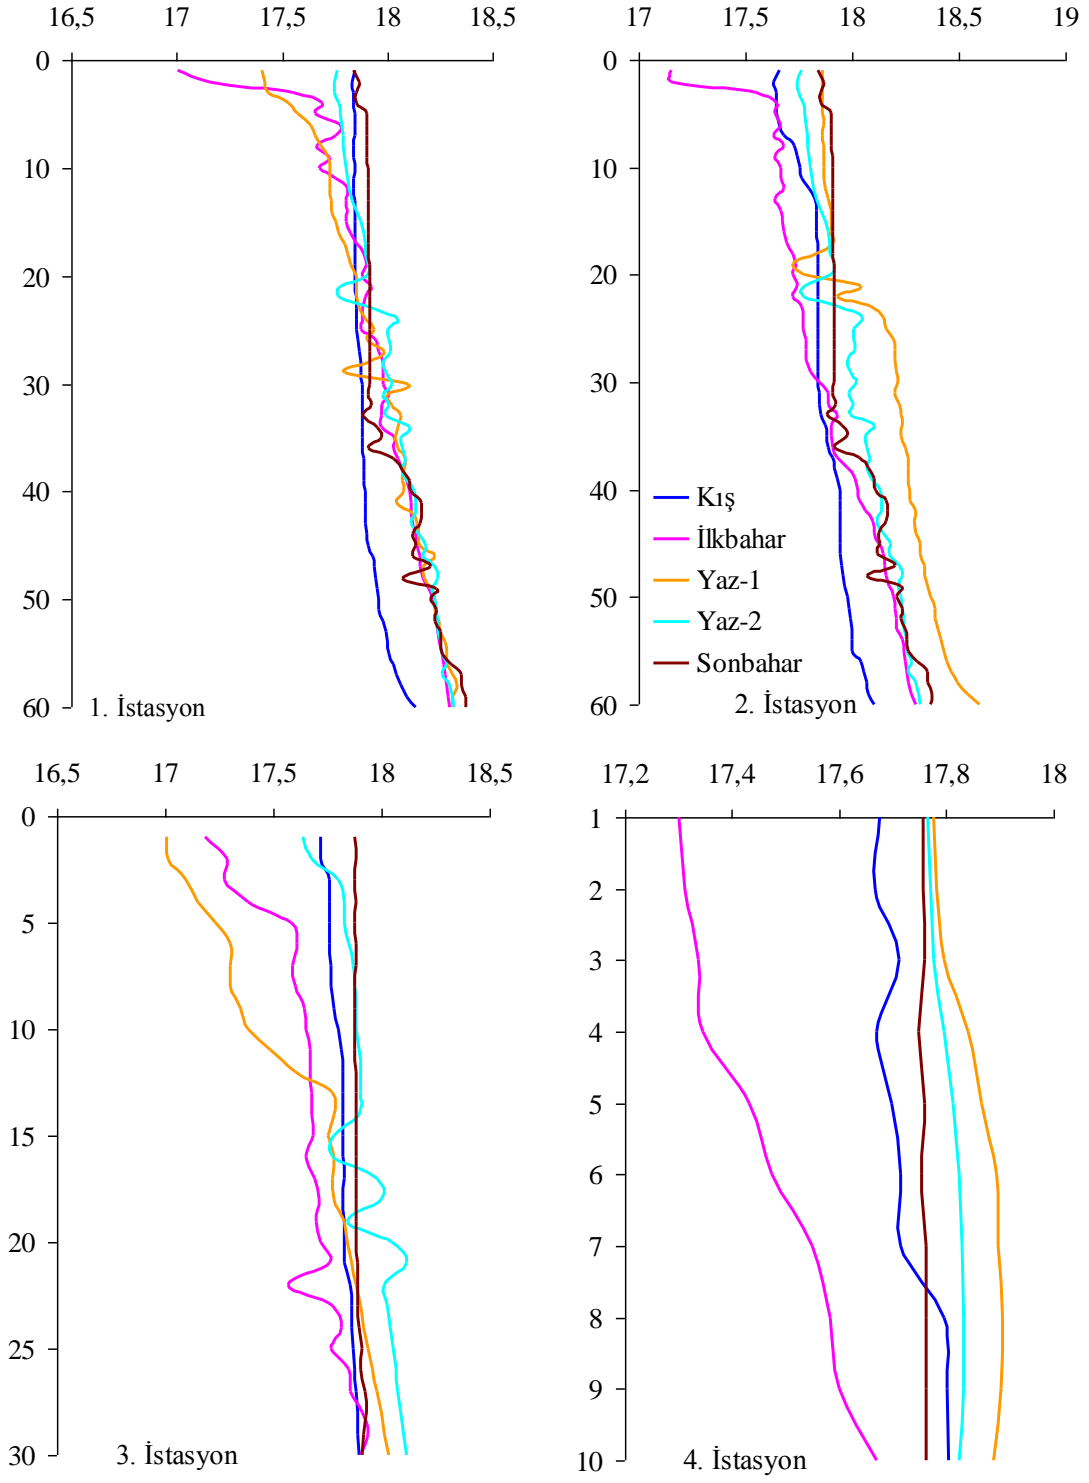 16,5 17 17,5 18 18,5
0
10
20
30
40
50
60
1. İstasyon
17 17,5 18 18,5 19
0
10
20
30
40
50
60
Kış
İlkbahar
Yaz-1
Yaz-2
Sonbahar
2. İstasyon
16,5 17 17,5 18 18,5
0
5
10
15
20
25
30
3. İstasyon
17,2 17,4 17,6 17,8 18
1
2
3
4
5
6
7
8
9
10
4. İstasyon